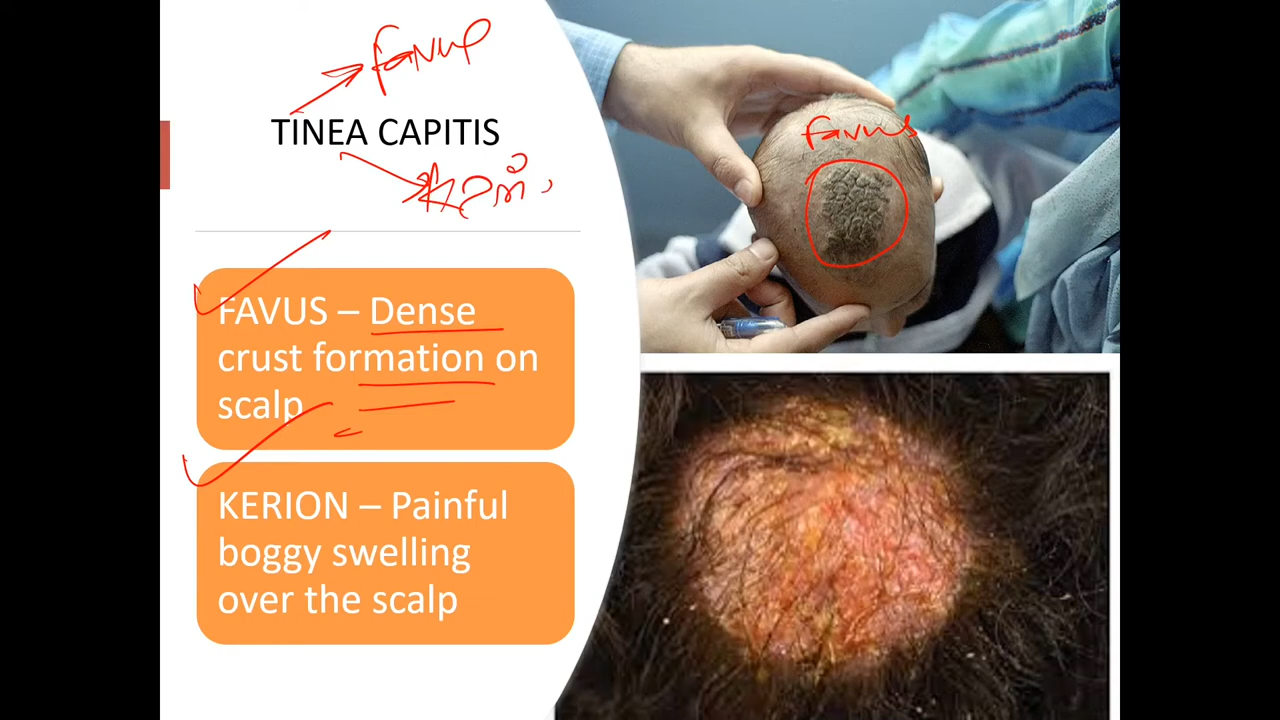 Favus
TINEA CAPITIS
Favus
FAVUS – Dense
crust formation on
scalp
KERION – Painful
boggy swelling
over the scalp